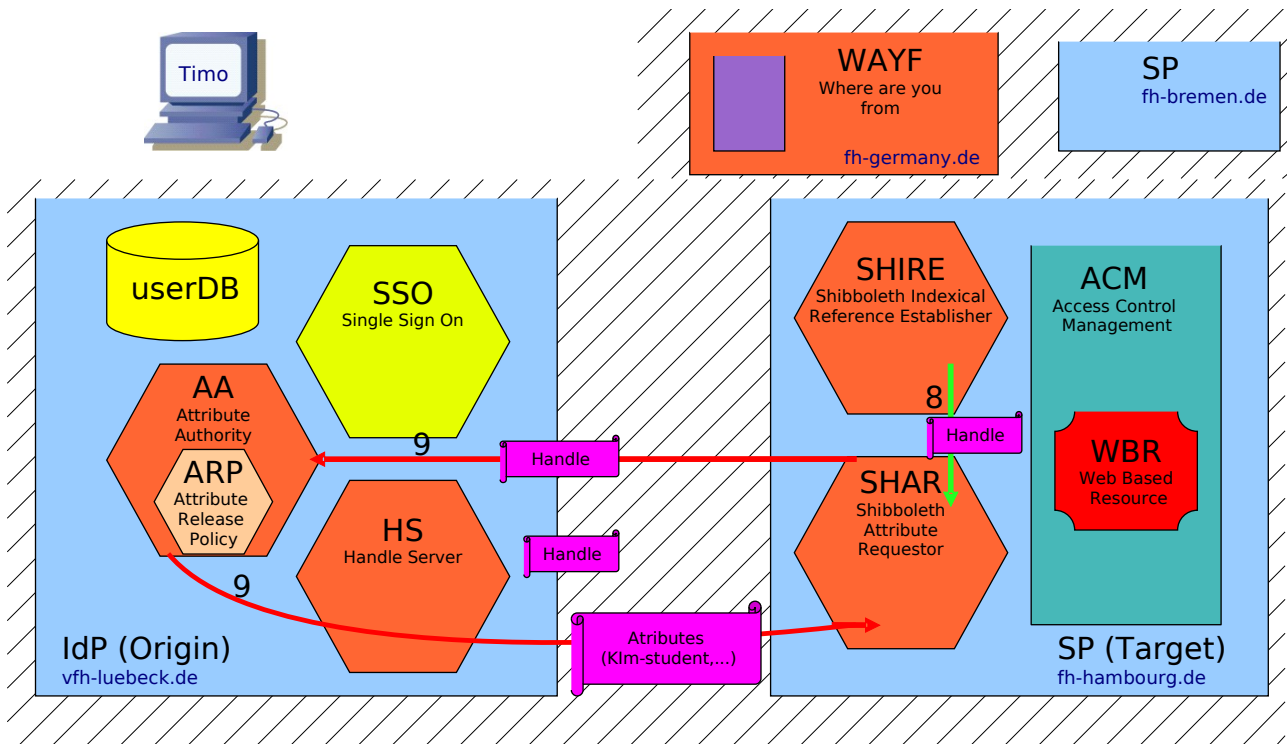 Timo
WAYF
Where are you
from
fh-germany.de
SP
fh-bremen.de
userDB
SSO
Single Sign On
AA
Attribute
Authority
ARP
Attribute
Release
Policy
HS
Handle Server
9
Handle
Handle
9
Atributes
(Klm-student,...)
IdP (Origin)
vfh-luebeck.de
SHIRE
Shibboleth Indexical
Reference Establisher
8
Handle
SHAR
Shibboleth
Attribute
Requestor
ACM
Access Control
Management
WBR
Web Based
Resource
SP (Target)
fh-hambourg.de